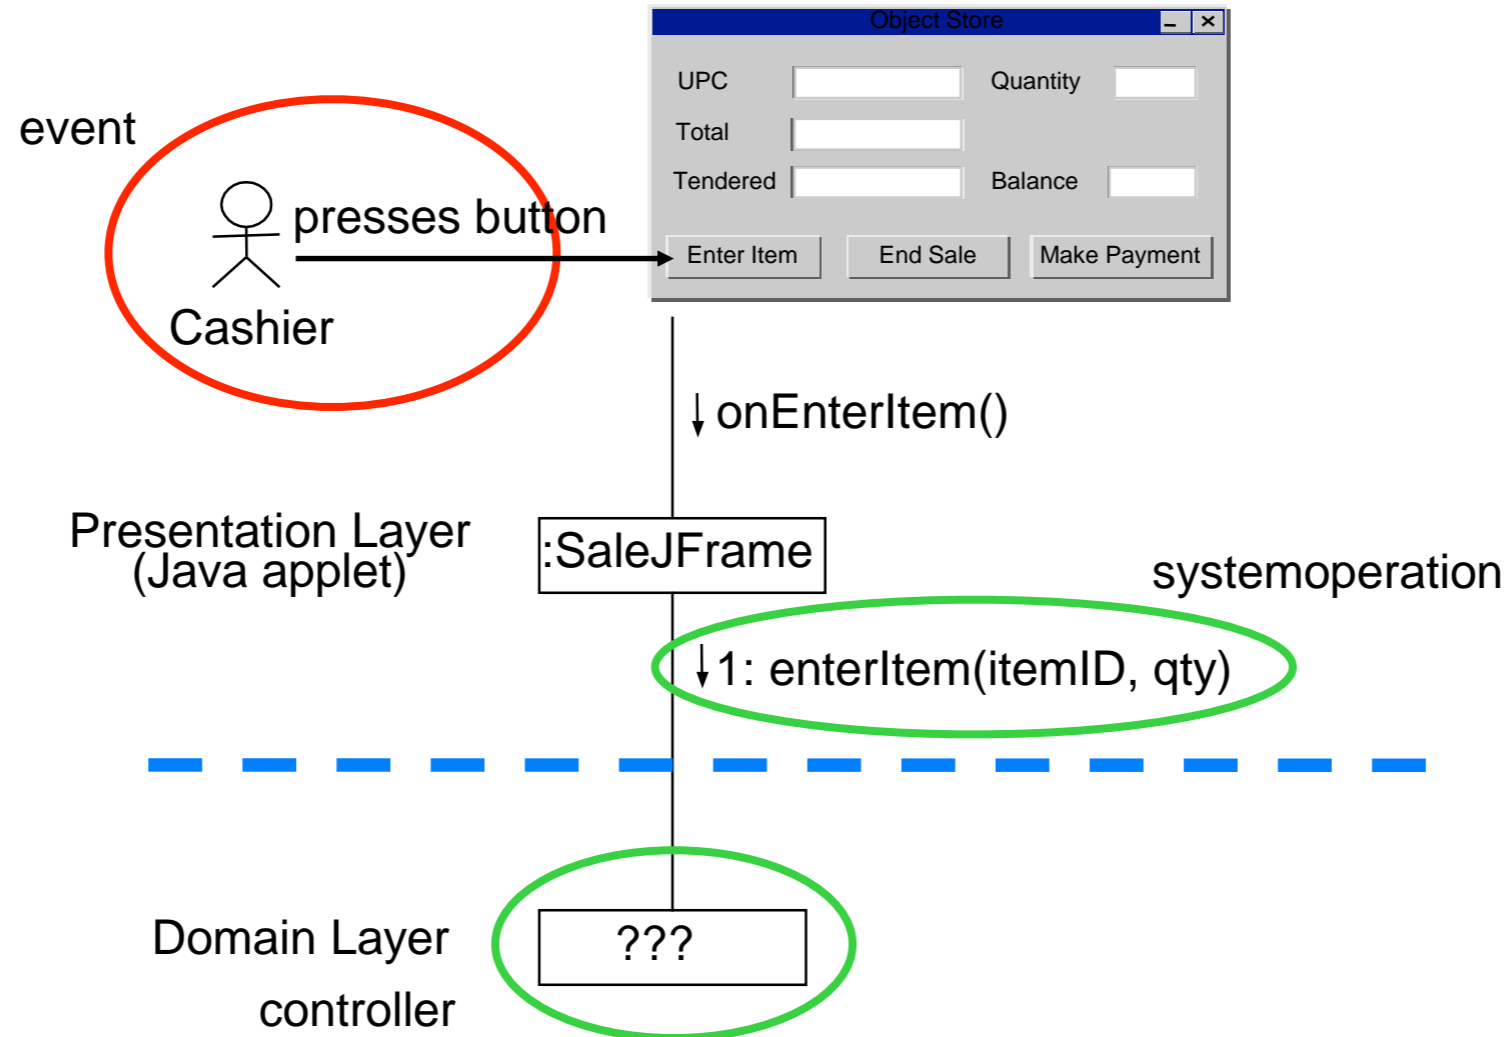 Object Store
UPC
Quantity
event
Total
Tendered
Balance
presses button
Enter Item
End Sale
Make Payment
Cashier
onEnterItem()
Presentation Layer
(Java applet)
:SaleJFrame
systemoperation
1: enterItem(itemID, qty)
Domain Layer
???
controller